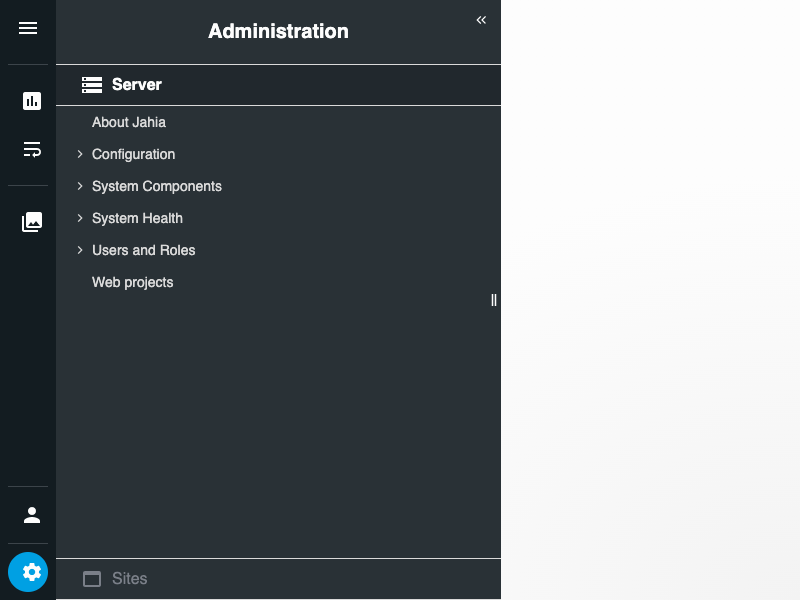 Administration
Server
About Jahia
Configuration
System Components
System Health
Users and Roles
Web projects
Sites